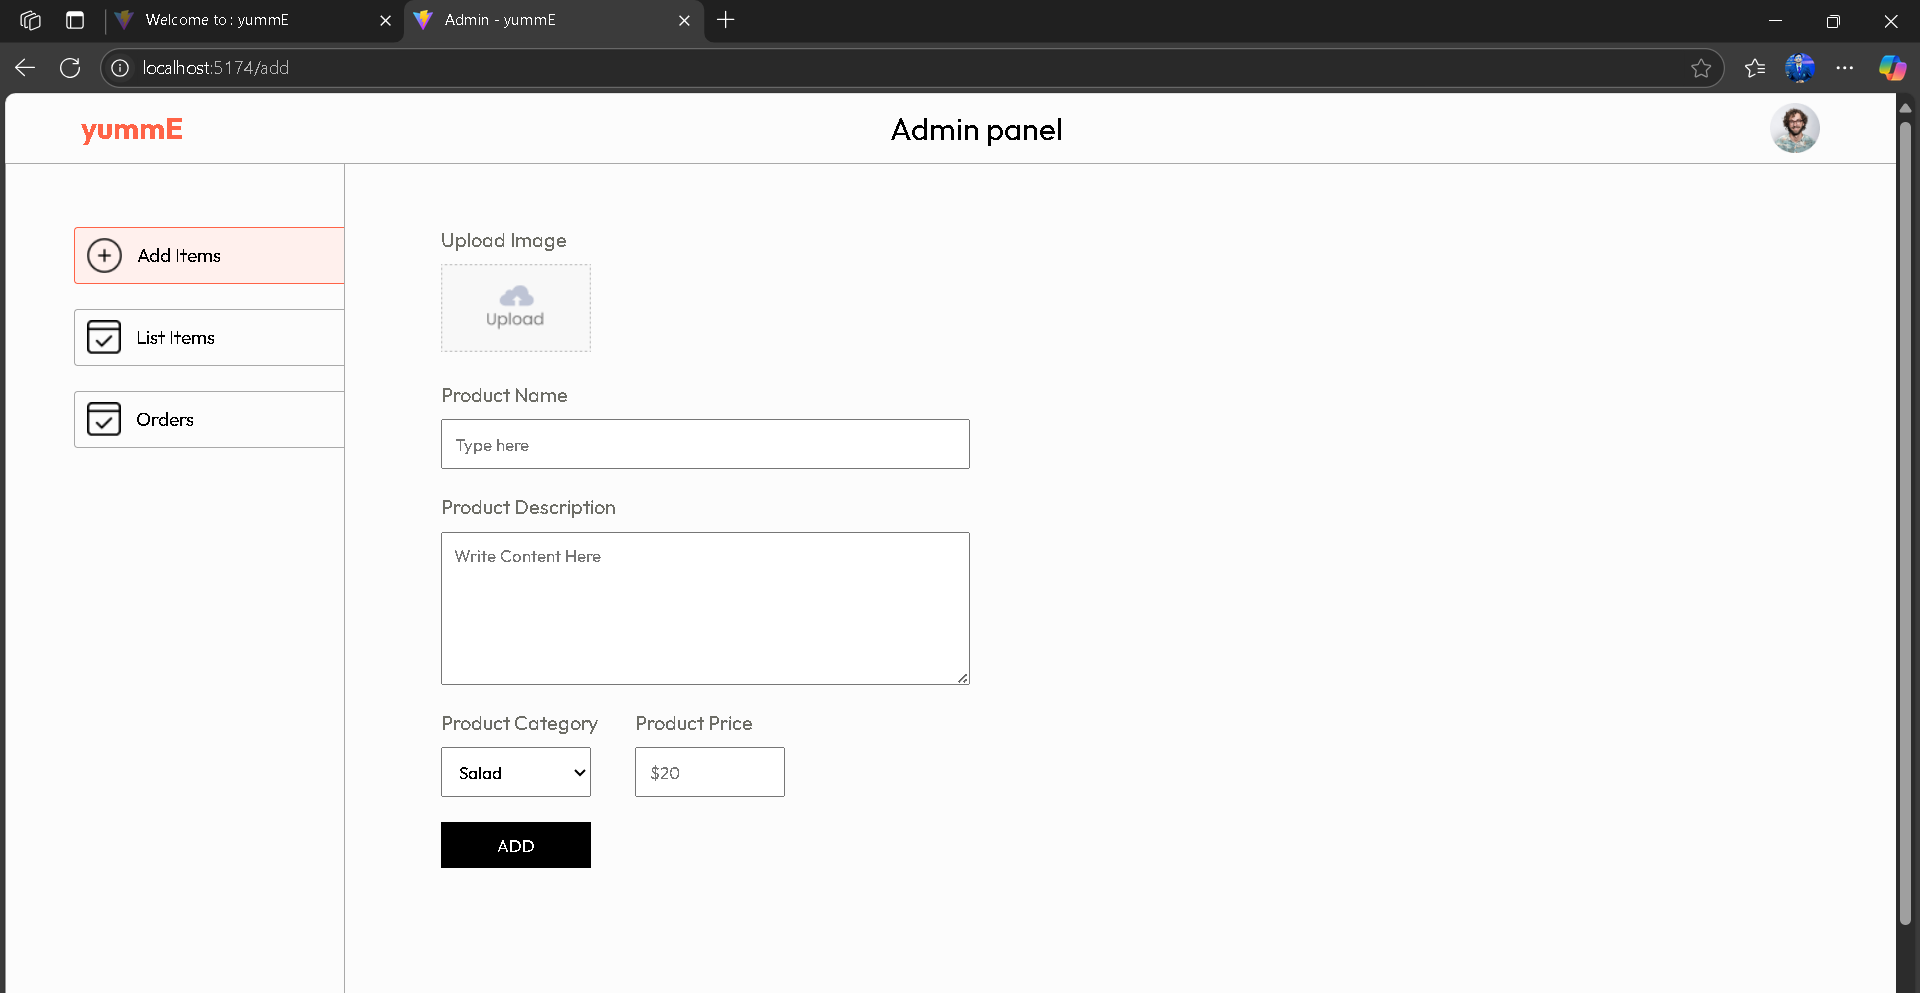 Welcome to : yummE
Admin - yummE
localhost:5174/add
yummE
Admin panel
Add Items
List Items
Orders
Upload Image
Upload
Product Name
Type here
Product Description
Write Content Here
Product Category
Product Price
Salad
$20
ADD